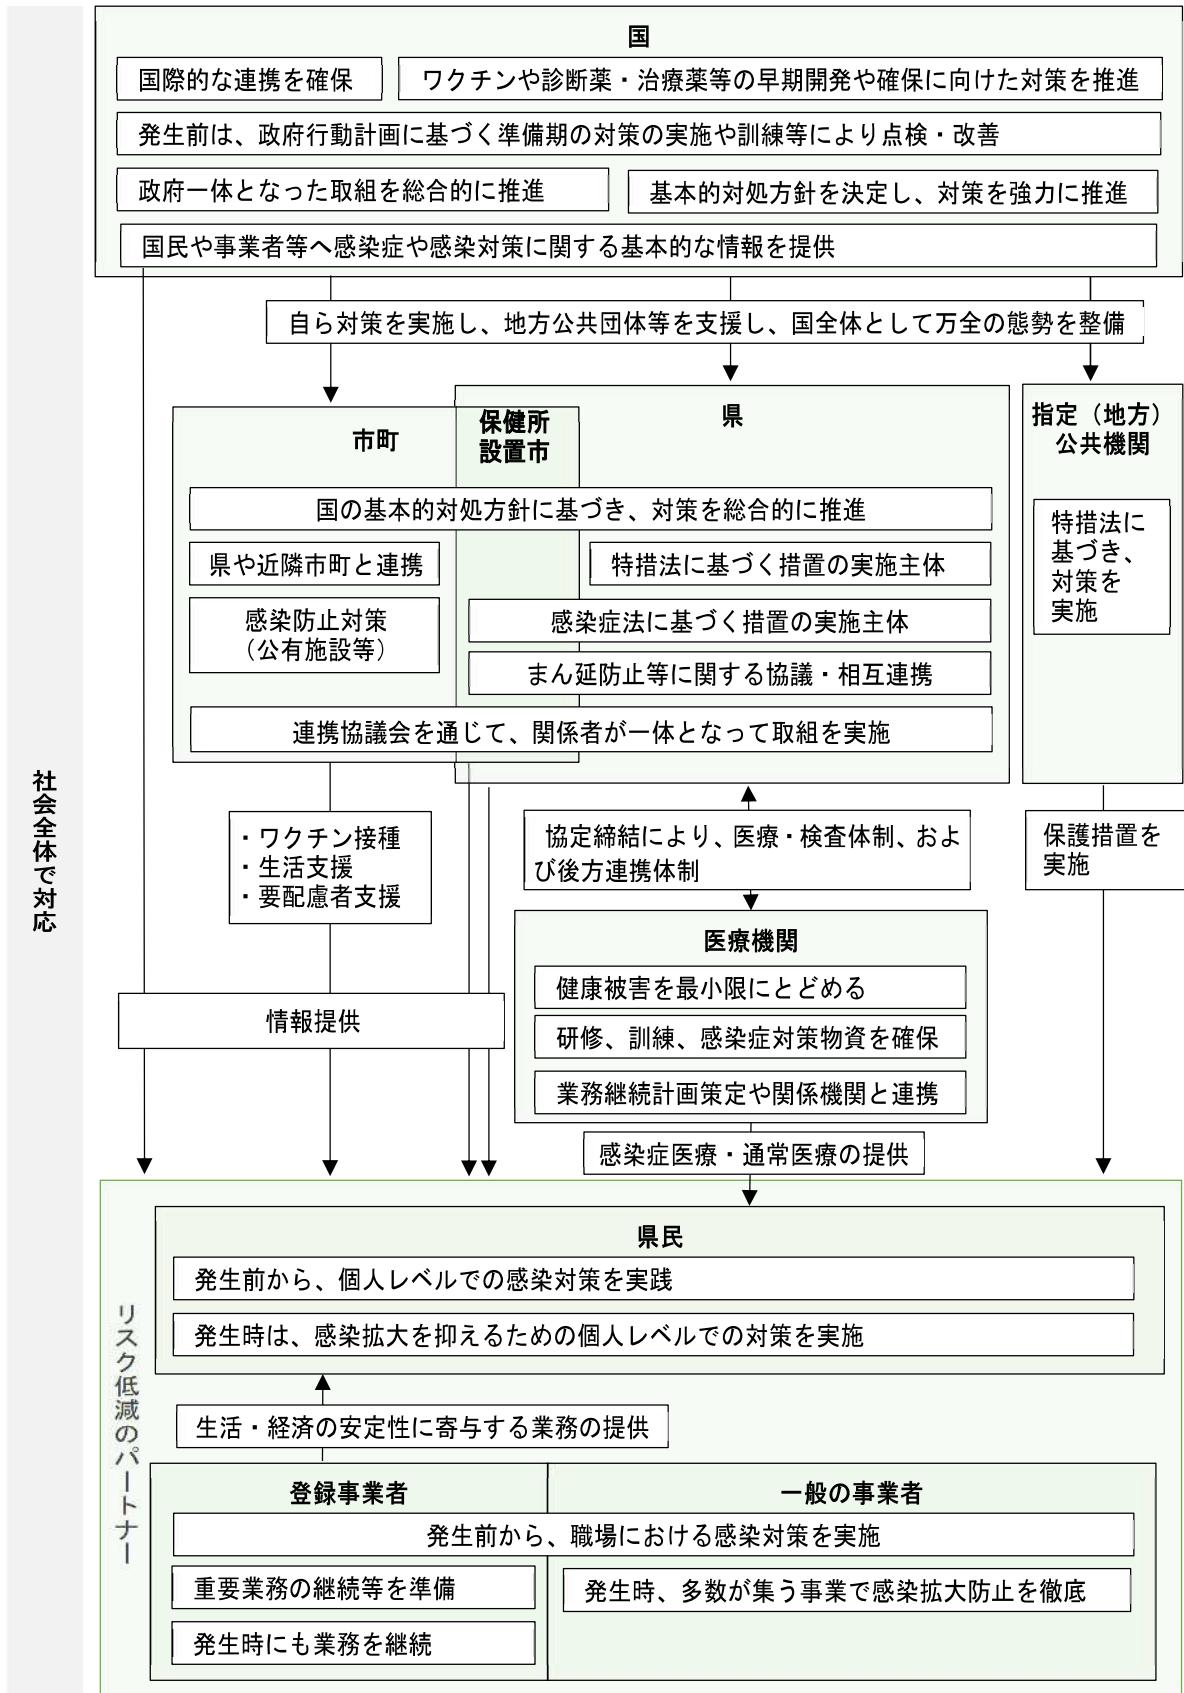 社会全体で対応
国
国際的な連携を確保
ワクチンや診断薬・治療薬等の早期開発や確保に向けた対策を推進
発生前は、政府行動計画に基づく準備期の対策の実施や訓練等により点検・改善
政府一体となった取組を総合的に推進
基本的対処方針を決定し、対策を強力に推進
国民や事業者等へ感染症や感染対策に関する基本的な情報を提供
自ら対策を実施し、地方公共団体等を支援し、国全体として万全の態勢を整備
市町
保健所
設置市
県
指定（地方）
公共機関
国の基本的対処方針に基づき、対策を総合的に推進
県や近隣市町と連携
特措法に基づく措置の実施主体
感染防止対策
（公有施設等）
感染症法に基づく措置の実施主体
まん延防止等に関する協議・相互連携
連携協議会を通じて、関係者が一体となって取組を実施
特措法に
基づき、
対策を
実施
・ワクチン接種
・生活支援
・要配慮者支援
協定締結により、医療・検査体制、およ
び後方連携体制
保護措置を
実施
情報提供
医療機関
健康被害を最小限にとどめる
研修、訓練、感染症対策物資を確保
業務継続計画策定や関係機関と連携
感染症医療・通常医療の提供
リスク低減のパートナー
県民
発生前から、個人レベルでの感染対策を実践
発生時は、感染拡大を抑えるための個人レベルでの対策を実施
生活・経済の安定性に寄与する業務の提供
登録事業者
一般の事業者
発生前から、職場における感染対策を実施
重要業務の継続等を準備
発生時、多数が集う事業で感染拡大防止を徹底
発生時にも業務を継続